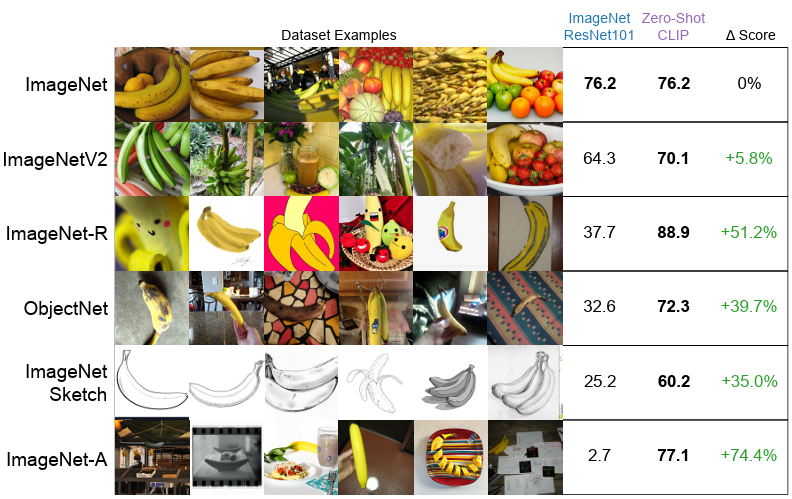 ImageNet Zero-Shot
Dataset Examples ResNet101 CLIP Δ Score
ImageNet 76.2 76.2 0%
ImageNetV2 64.3 70.1 +5.8%
ImageNet-R 37.7 88.9 +51.2%
ObjectNet 32.6 72.3 +39.7%
ImageNet
Sketch 25.2 60.2 +35.0%
ImageNet-A 2.7 77.1 +74.4%